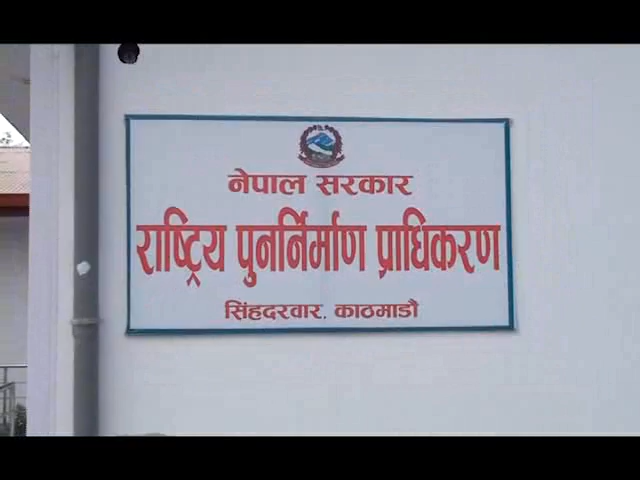 नेपाल सरकार
राष्ट्रिय पुनर्निर्माण प्राधिकरण
सिंहदरवार, काठमाडौं